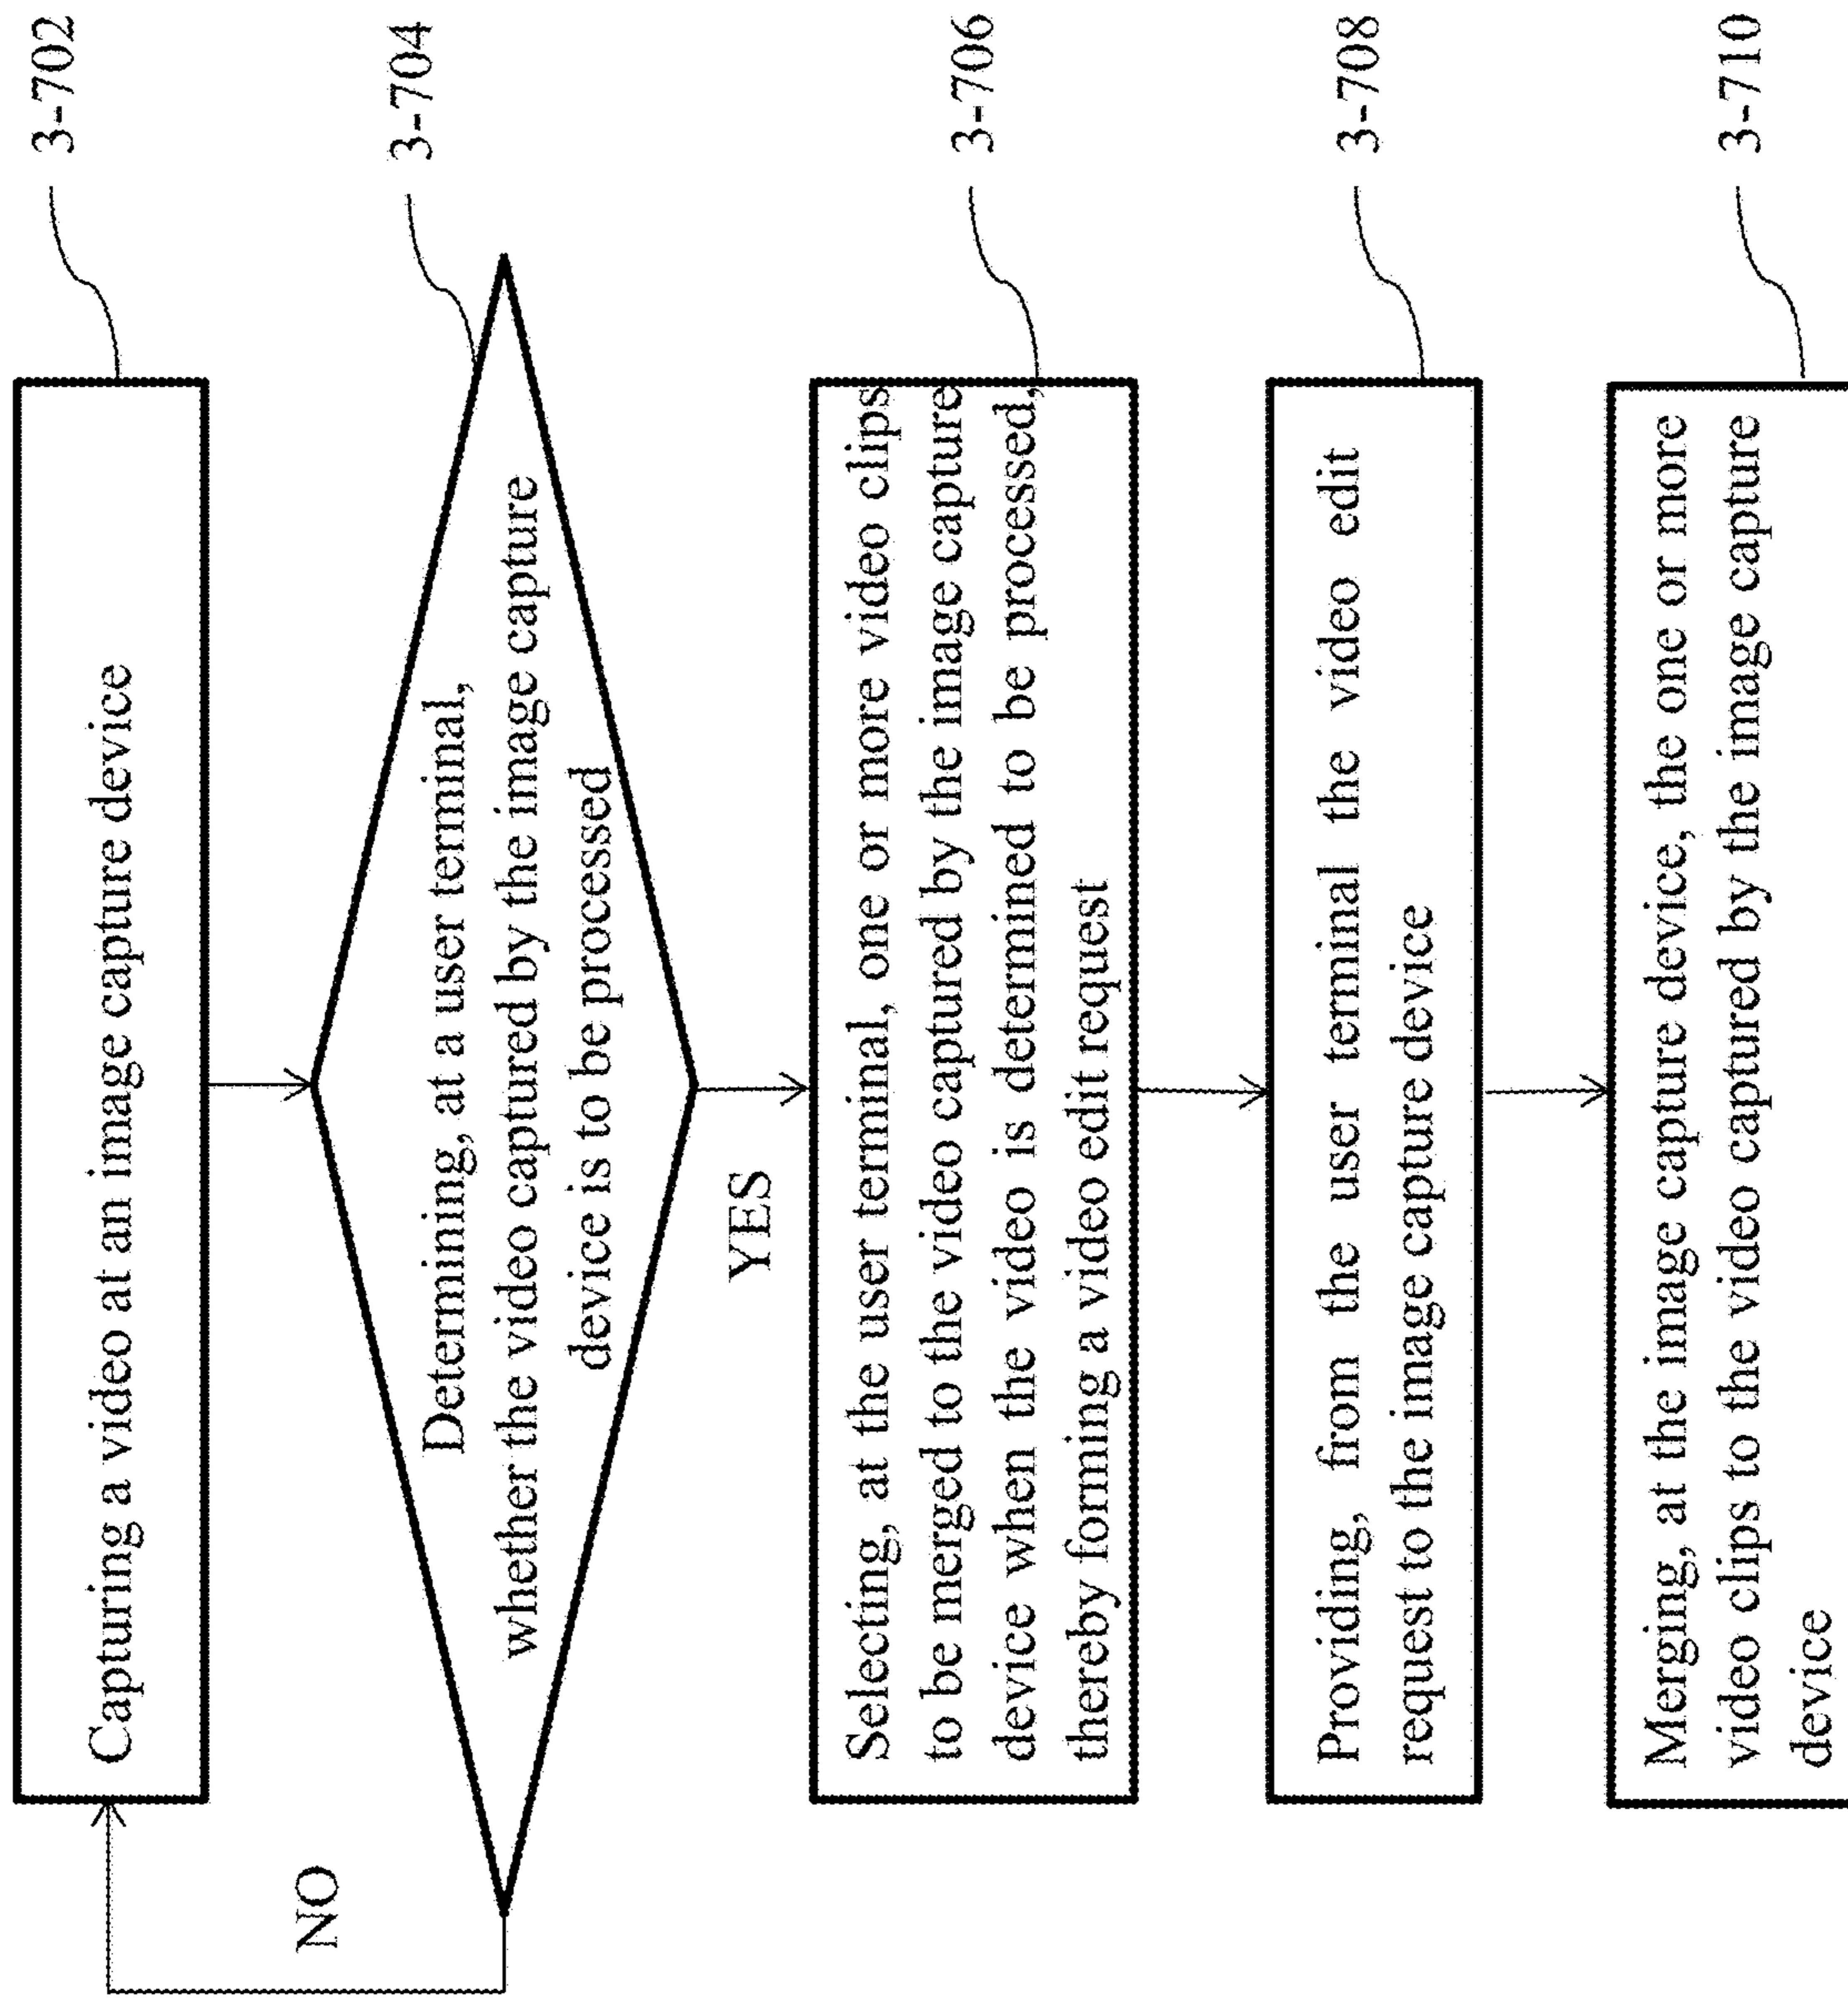 Capturing a video at an image capture device
3-702
Determining, at a user terminal,
whether the video captured by the image capture
device is to be processed
3-704
NO
YES
Selecting, at the user terminal, one or more video clips
to be merged to the video captured by the image capture
device when the video is determined to be processed,
thereby forming a video edit request
3-706
Providing, from the user terminal the video edit
request to the image capture device
3-708
Merging, at the image capture device, the one or more
video clips to the video captured by the image capture
device
3-710